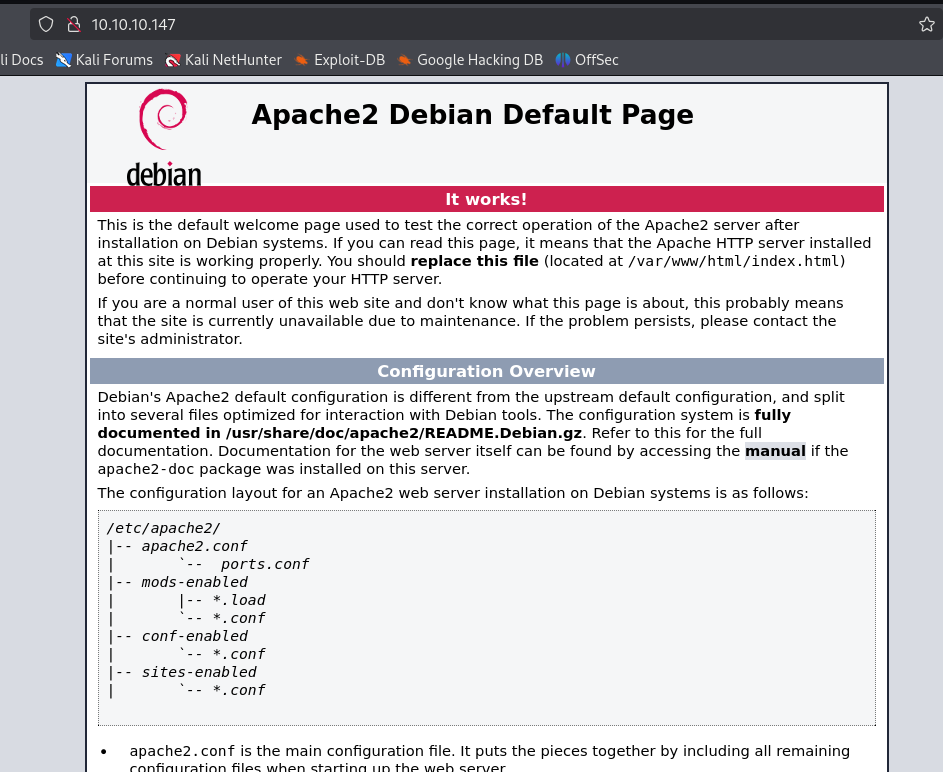 10.10.10.147
li Docs Kali Forums Kali NetHunter Exploit-DB Google Hacking DB OffSec
debian
Apache2 Debian Default Page
It works!
This is the default welcome page used to test the correct operation of the Apache2 server after
installation on Debian systems. If you can read this page, it means that the Apache HTTP server installed
at this site is working properly. You should replace this file (located at /var/www/html/index.html)
before continuing to operate your HTTP server.
If you are a normal user of this web site and don't know what this page is about, this probably means
that the site is currently unavailable due to maintenance. If the problem persists, please contact the
site's administrator.
Configuration Overview
Debian's Apache2 default configuration is different from the upstream default configuration, and split
into several files optimized for interaction with Debian tools. The configuration system is fully
documented in /usr/share/doc/apache2/README.Debian.gz. Refer to this for the full
documentation. Documentation for the web server itself can be found by accessing the manual if the
apache2-doc package was installed on this server.
The configuration layout for an Apache2 web server installation on Debian systems is as follows:
/etc/apache2/
|-- apache2.conf
|       `--  ports.conf
|-- mods-enabled
|       |-- *.load
|       `-- *.conf
|-- conf-enabled
|       `-- *.conf
|-- sites-enabled
|       `-- *.conf
• apache2.conf is the main configuration file. It puts the pieces together by including all remaining
configuration files when starting up the web server.